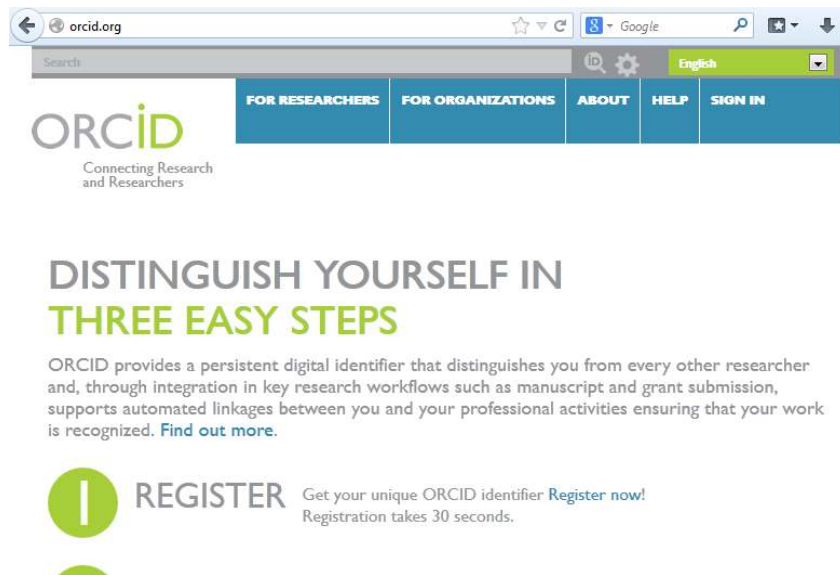 orcid.org
Google
Search
iD
English
FOR RESEARCHERS
FOR ORGANIZATIONS
ABOUT
HELP
SIGN IN
ORCiD
Connecting Research
and Researchers
DISTINGUISH YOURSELF IN
THREE EASY STEPS
ORCID provides a persistent digital identifier that distinguishes you from every other researcher
and, through integration in key research workflows such as manuscript and grant submission,
supports automated linkages between you and your professional activities ensuring that your work
is recognized. Find out more.
1 REGISTER
Get your unique ORCID identifier Register now!
Registration takes 30 seconds.